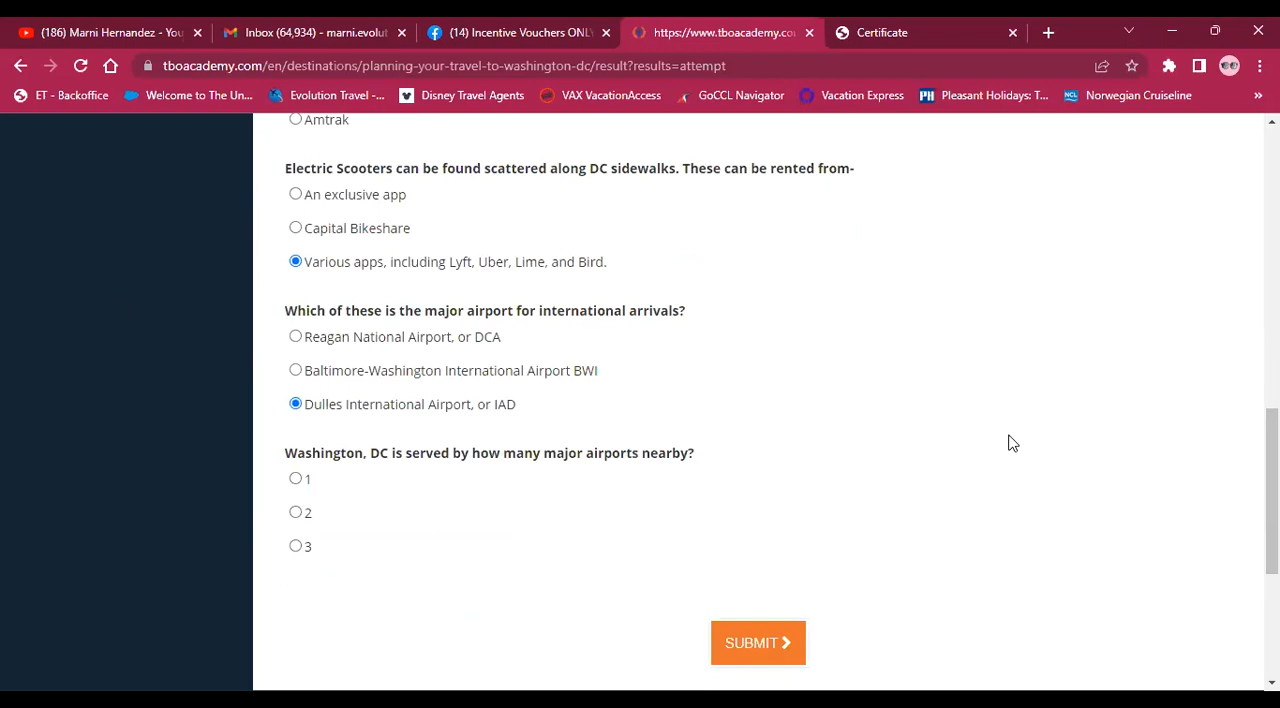 (186) Marni Hernandez - You
Inbox (64,934) - marni.evolut
(14) Incentive Vouchers ONL
https://www.tboacademy.co
Certificate
tboacademy.com/en/destinations/planning-your-travel-to-washington-dc/result?results=attempt
ET - Backoffice
Welcome to The Un...
Evolution Travel -...
Disney Travel Agents
VAX VacationAccess
GoCCL Navigator
Vacation Express
PH
Pleasant Holidays: T...
NCL
Norwegian Cruiseline
»
Amtrak
Electric Scooters can be found scattered along DC sidewalks. These can be rented from-
An exclusive app
Capital Bikeshare
Various apps, including Lyft, Uber, Lime, and Bird.
Which of these is the major airport for international arrivals?
Reagan National Airport, or DCA
Baltimore-Washington International Airport BWI
Dulles International Airport, or IAD
Washington, DC is served by how many major airports nearby?
1
2
3
SUBMIT